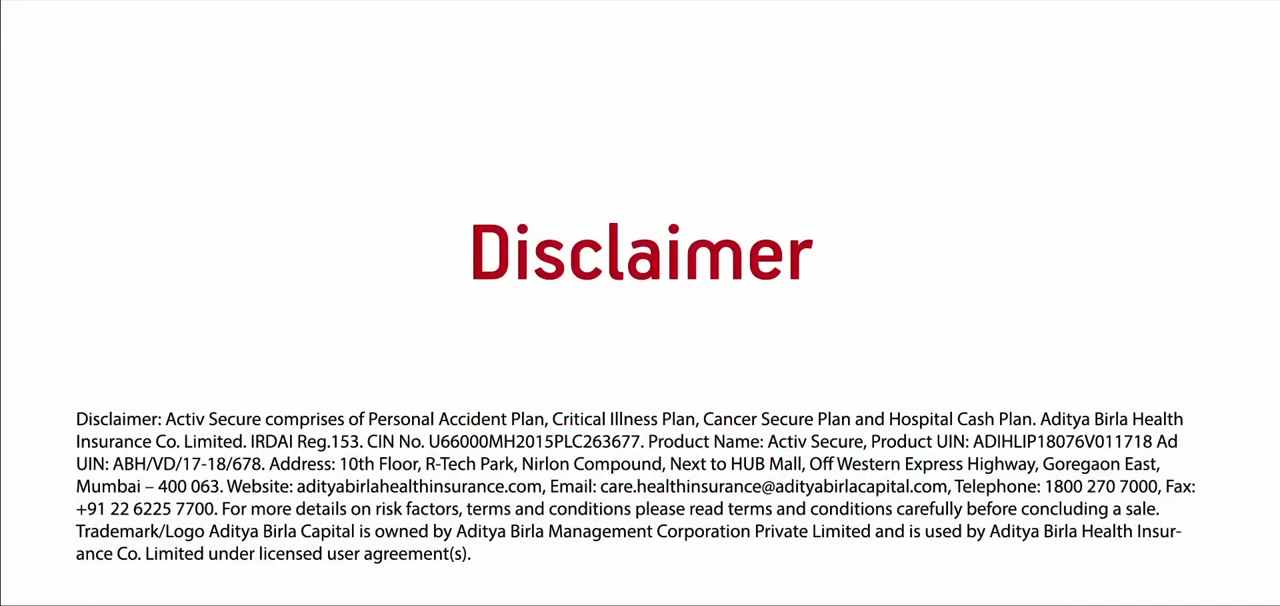 Disclaimer
Disclaimer: Activ Secure comprises of Personal Accident Plan, Critical Illness Plan, Cancer Secure Plan and Hospital Cash Plan. Aditya Birla Health
Insurance Co. Limited. IRDAI Reg.153. CIN No. U66000MH2015PLC263677. Product Name: Activ Secure, Product UIN: ADIHLIP18076V011718 Ad
UIN: ABH/VD/17-18/678. Address: 10th Floor, R-Tech Park, Nirlon Compound, Next to HUB Mall, Off Western Express Highway, Goregaon East,
Mumbai – 400 063. Website: adityabirlahealthinsurance.com, Email: care.healthinsurance@adityabirlacapital.com, Telephone: 1800 270 7000, Fax:
+91 22 6225 7700. For more details on risk factors, terms and conditions please read terms and conditions carefully before concluding a sale.
Trademark/Logo Aditya Birla Capital is owned by Aditya Birla Management Corporation Private Limited and is used by Aditya Birla Health Insur-
ance Co. Limited under licensed user agreement(s).